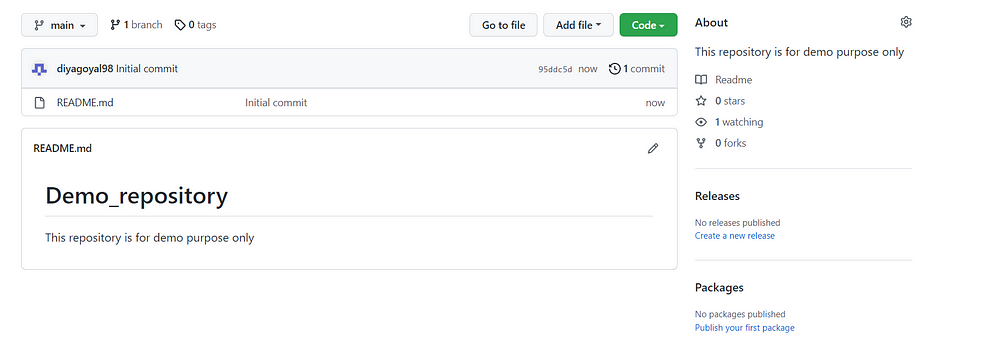 main
1 branch
0 tags
Go to file
Add file
Code
diyagoyal98 Initial commit
95ddc5d now
1 commit
README.md
Initial commit
now
README.md
Demo_repository
This repository is for demo purpose only
About
This repository is for demo purpose only
Readme
0 stars
1 watching
0 forks
Releases
No releases published
Create a new release
Packages
No packages published
Publish your first package